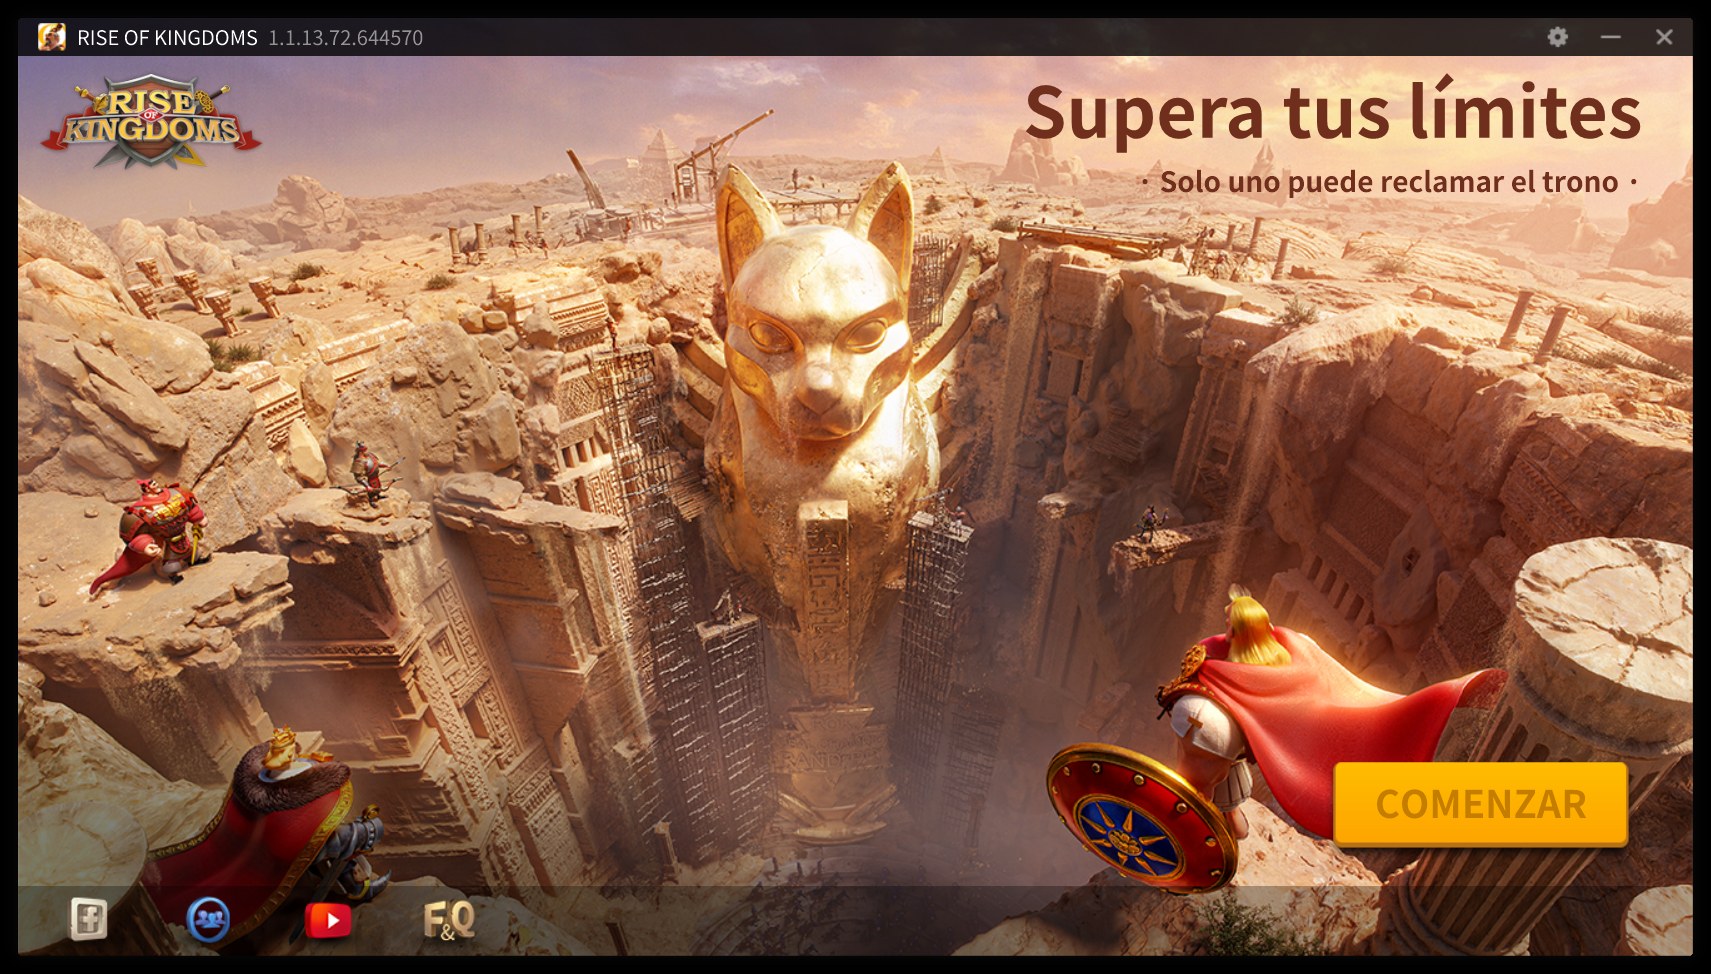 RISE OF KINGDOMS 1.1.13.72.644570
RISE
OF
KINGDOMS
Supera tus límites
· Solo uno puede reclamar el trono ·
COMENZAR
F&Q